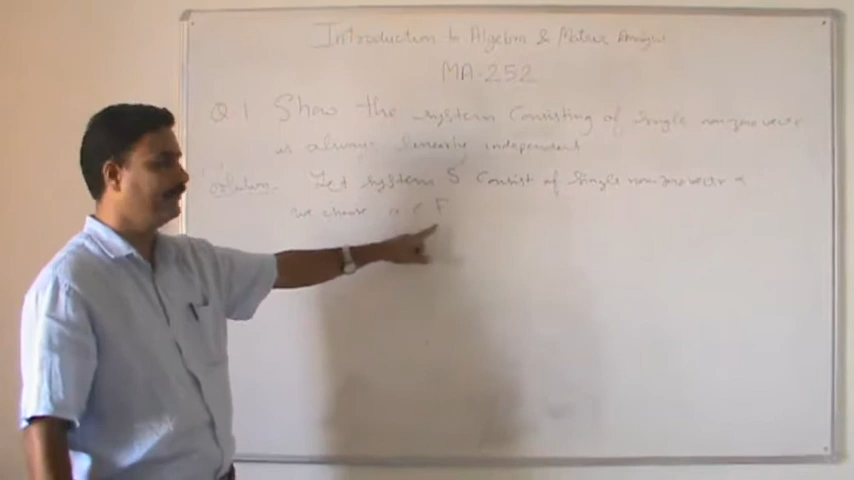 Introduction to Algebra & Matrix Analysis
MA-252
Q.1 Show the system consisting of single non-zero vector
is always linearly independent
Solution. Let system S consist of single non-zero vector α
we choose ∈ F